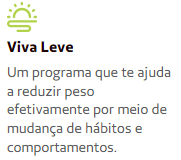 Viva Leve
Um programa que te ajuda
a reduzir peso
efetivamente por meio de
mudança de hábitos e
comportamentos.